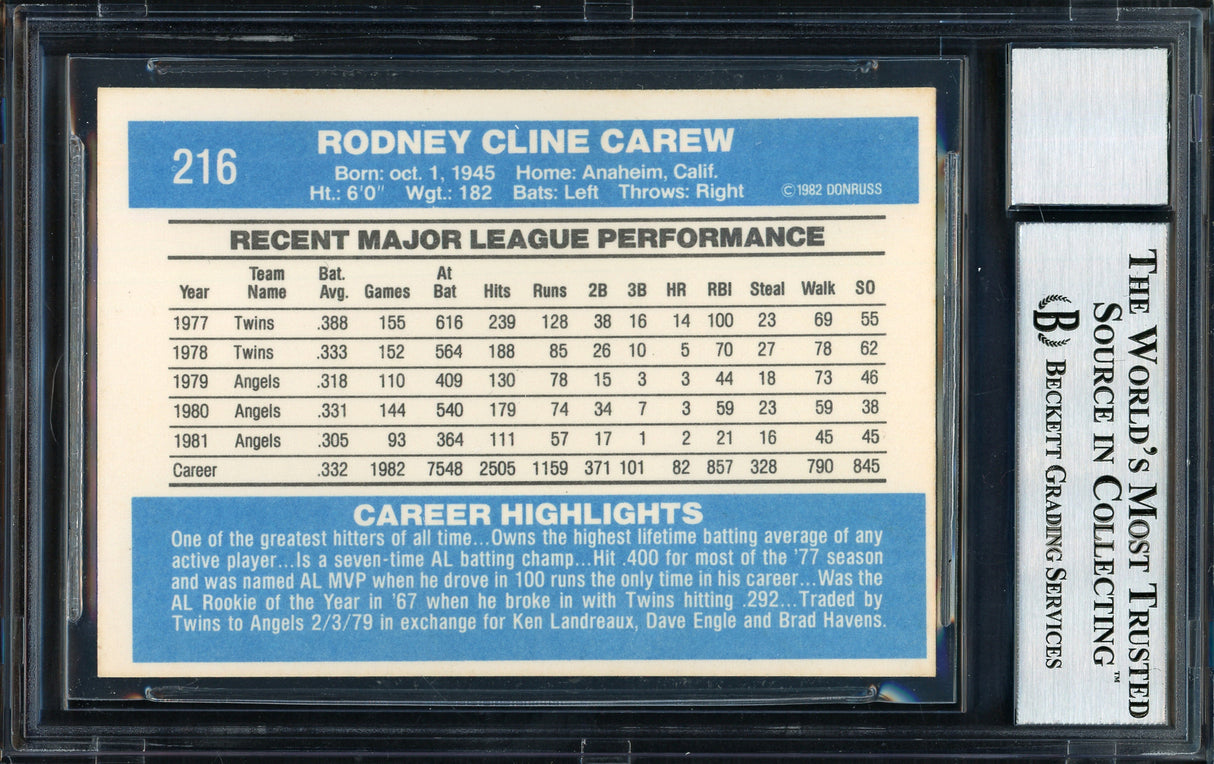 216
RODNEY CLINE CAREW
Born: oct. 1, 1945 Home: Anaheim, Calif.
Ht.: 6'0" Wgt.: 182 Bats: Left Throws: Right
©1982 DONRUSS
RECENT MAJOR LEAGUE PERFORMANCE
Year Team Name Bat. Avg. Games At Bat Hits Runs 2B 3B HR RBI Steal Walk SO
1977 Twins .388 155 616 239 128 38 16 14 100 23 69 55
1978 Twins .333 152 564 188 85 26 10 5 70 27 78 62
1979 Angels .318 110 409 130 78 15 3 3 44 18 73 46
1980 Angels .331 144 540 179 74 34 7 3 59 23 59 38
1981 Angels .305 93 364 111 57 17 1 2 21 16 45 45
Career .332 1982 7548 2505 1159 371 101 82 857 328 790 845
CAREER HIGHLIGHTS
One of the greatest hitters of all time...Owns the highest lifetime batting average of any
active player...Is a seven-time AL batting champ...Hit .400 for most of the '77 season
and was named AL MVP when he drove in 100 runs the only time in his career...Was the
AL Rookie of the Year in '67 when he broke in with Twins hitting .292...Traded by
Twins to Angels 2/3/79 in exchange for Ken Landreaux, Dave Engle and Brad Havens.
THE WORLD'S MOST TRUSTED
SOURCE IN COLLECTING™
B BECKETT GRADING SERVICES